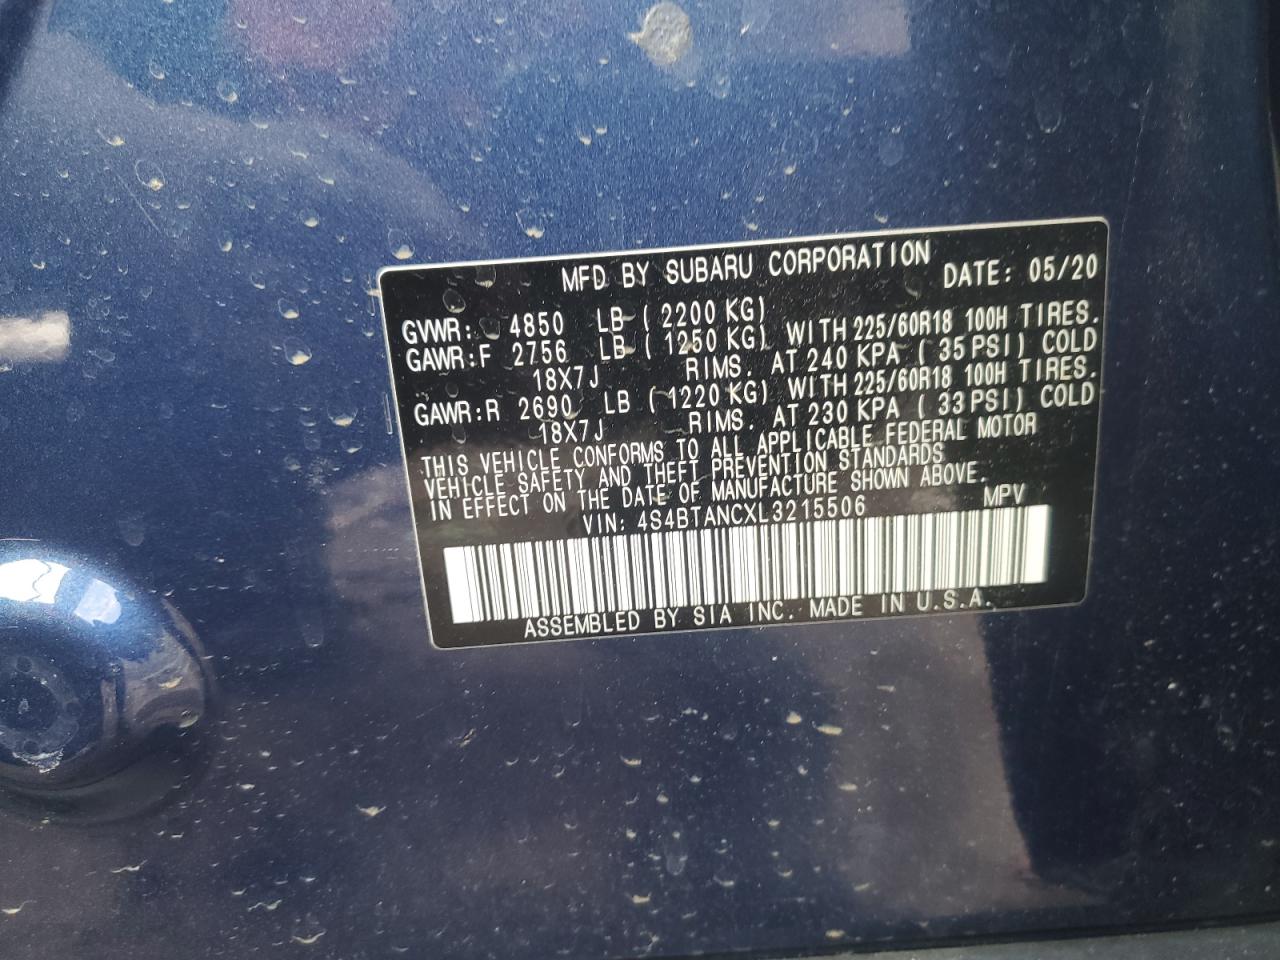 MFD BY SUBARU CORPORATION DATE: 05/20
GVWR: 4850 LB ( 2200 KG)
GAWR:F 2756 LB ( 1250 KG) WITH 225/60R18 100H TIRES.
18X7J RIMS. AT 240 KPA ( 35 PSI) COLD
GAWR:R 2690 LB ( 1220 KG) WITH 225/60R18 100H TIRES.
18X7J RIMS. AT 230 KPA ( 33 PSI) COLD
THIS VEHICLE CONFORMS TO ALL APPLICABLE FEDERAL MOTOR
VEHICLE SAFETY AND THEFT PREVENTION STANDARDS
IN EFFECT ON THE DATE OF MANUFACTURE SHOWN ABOVE.
VIN: 4S4BTANCXL3215506 MPV
ASSEMBLED BY SIA INC. MADE IN U.S.A.